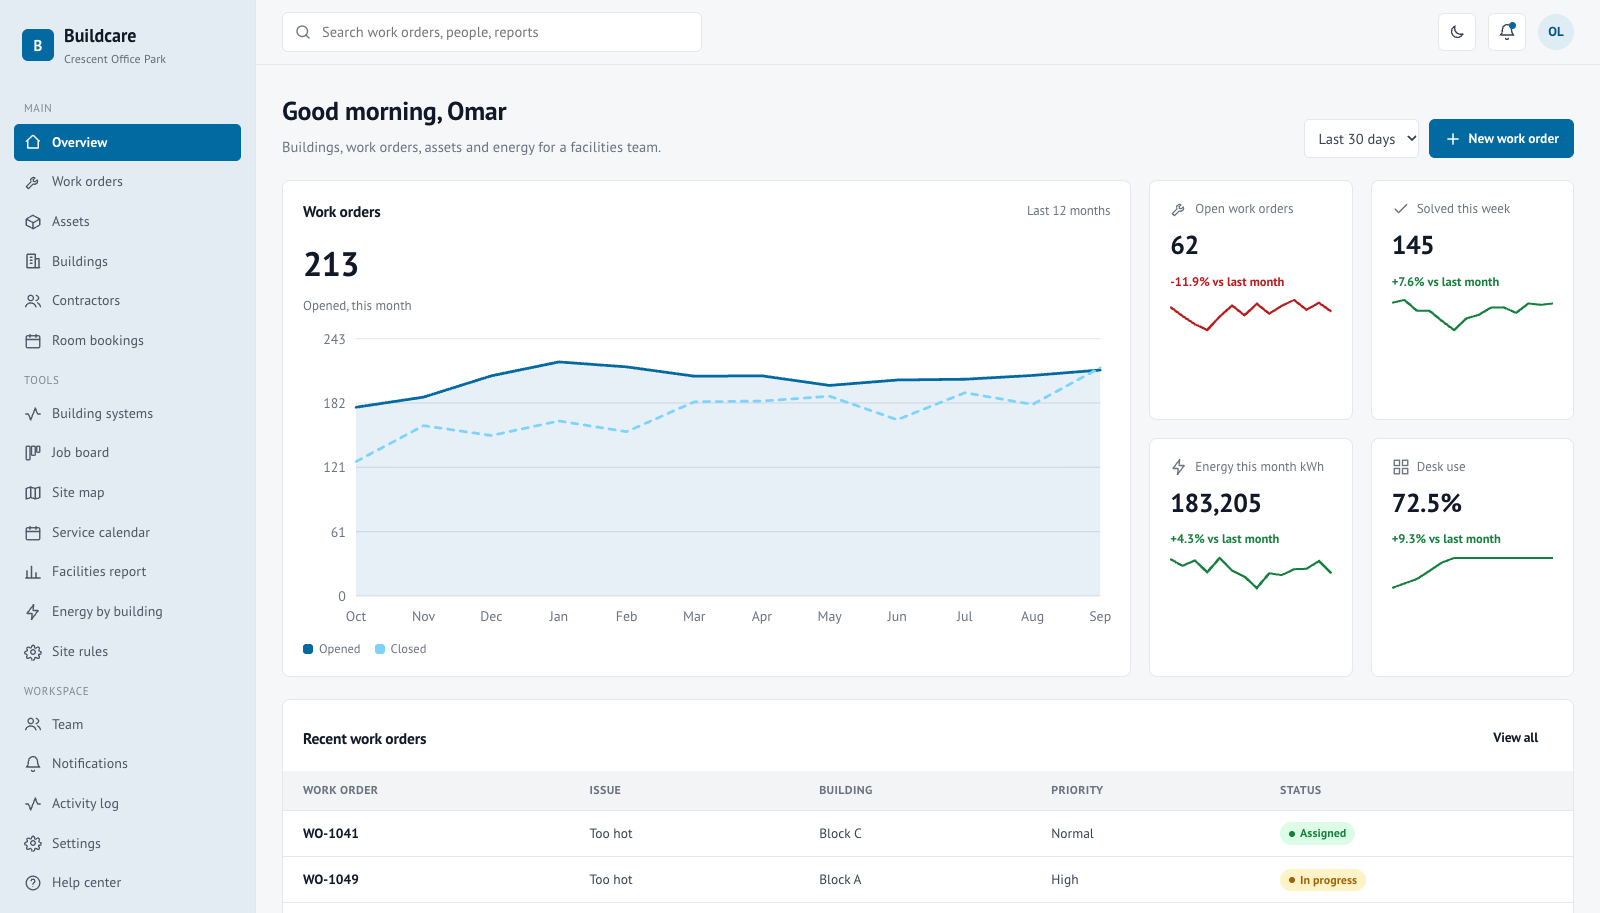 B
Buildcare
Crescent Office Park
MAIN
Overview
Work orders
Assets
Buildings
Contractors
Room bookings
TOOLS
Building systems
Job board
Site map
Service calendar
Facilities report
Energy by building
Site rules
WORKSPACE
Team
Notifications
Activity log
Settings
Help center
Search work orders, people, reports
OL
Good morning, Omar
Buildings, work orders, assets and energy for a facilities team.
Last 30 days
New work order
Work orders
Last 12 months
213
Opened, this month
243
182
121
61
0
Oct Nov Dec Jan Feb Mar Apr May Jun Jul Aug Sep
Opened Closed
Open work orders
62
-11.9% vs last month
Solved this week
145
+7.6% vs last month
Energy this month kWh
183,205
+4.3% vs last month
Desk use
72.5%
+9.3% vs last month
Recent work orders
View all
WORK ORDER ISSUE BUILDING PRIORITY STATUS
WO-1041 Too hot Block C Normal Assigned
WO-1049 Too hot Block A High In progress